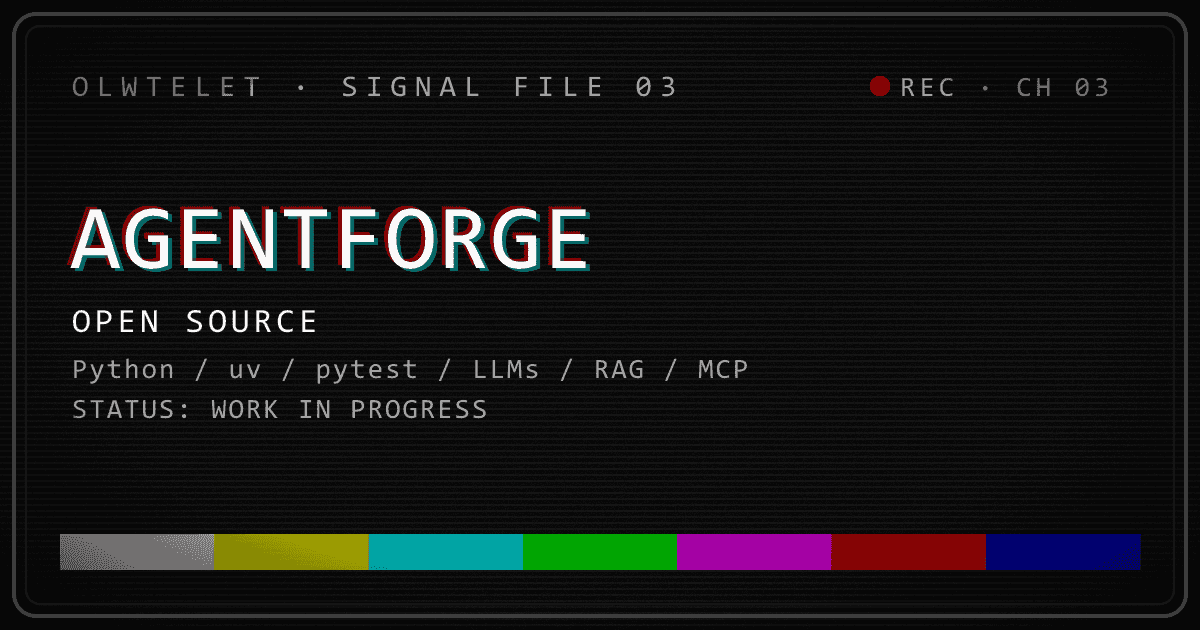 OLWTELET · SIGNAL FILE 03
REC · CH 03
AGENTFORGE
OPEN SOURCE
Python / uv / pytest / LLMs / RAG / MCP
STATUS: WORK IN PROGRESS